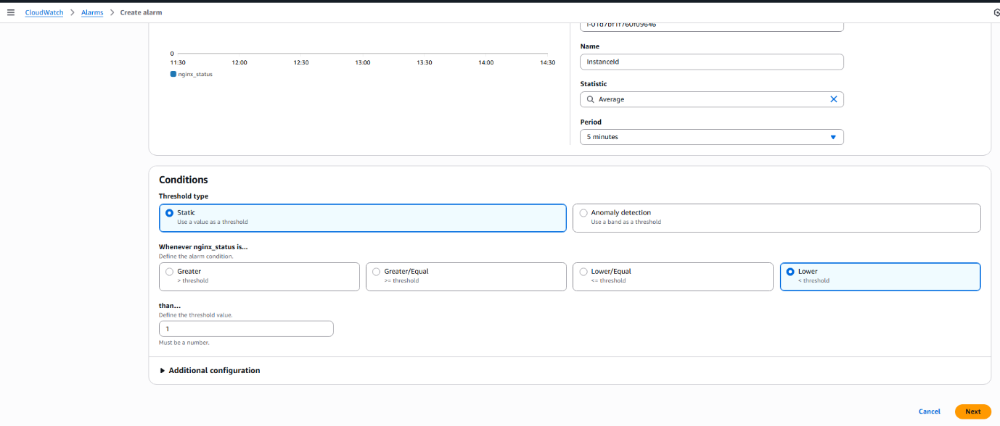 CloudWatch > Alarms > Create alarm
0
11:30 12:00 12:30 13:00 13:30 14:00 14:30
nginx_status
Name
InstanceId
Statistic
Average
Period
5 minutes
Conditions
Threshold type
Static
Use a value as a threshold
Anomaly detection
Use a band as a threshold
Whenever nginx_status is...
Define the alarm condition.
Greater
> threshold
Greater/Equal
>= threshold
Lower/Equal
<= threshold
Lower
< threshold
than...
Define the threshold value.
1
Must be a number.
Additional configuration
Cancel
Next